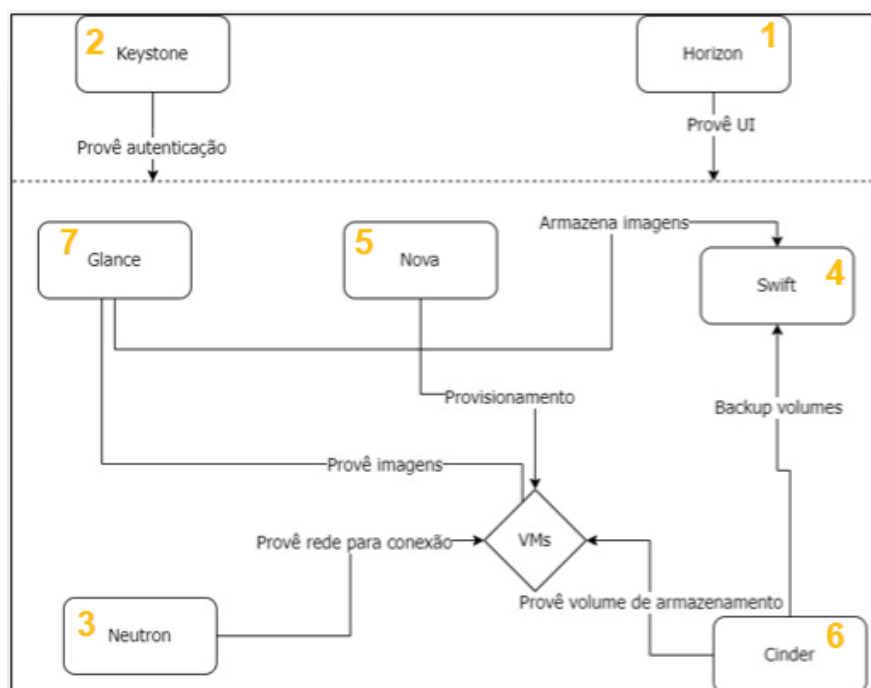 2 Keystone
Horizon 1
Provê autenticação
Provê UI
7 Glance
5 Nova
Armazena imagens
Swift 4
Provisionamento
Backup volumes
Provê imagens
VMs
Provê rede para conexão
Provê volume de armazenamento
3 Neutron
Cinder 6